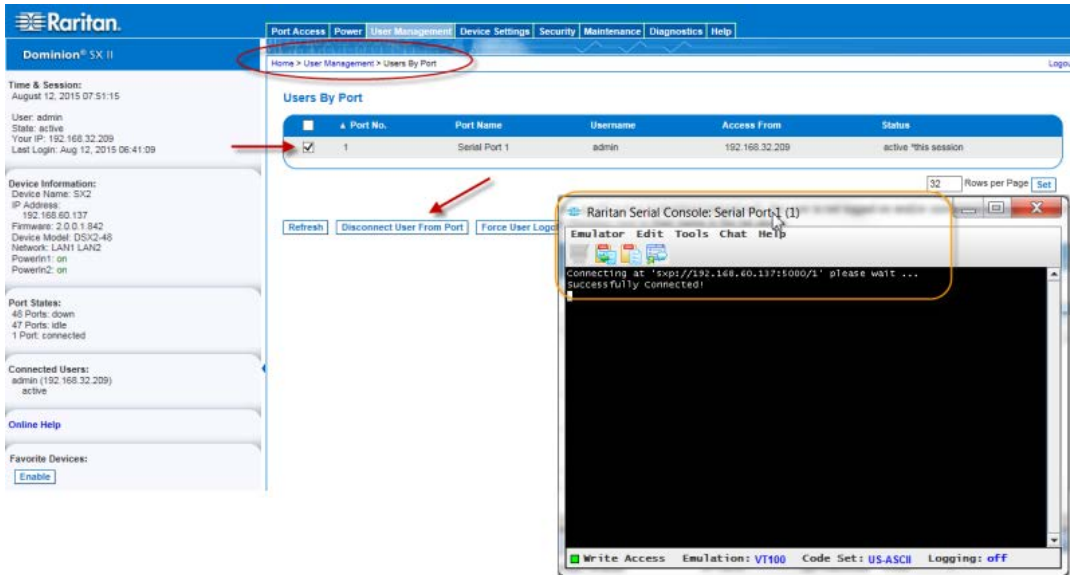 Raritan.
Dominion® SX II
Port Access Power User Management Device Settings Security Maintenance Diagnostics Help
Home > User Management > Users By Port
Logou
Time & Session:
August 12, 2015 07:51:15
User: admin
State: active
Your IP: 192.168.32.209
Last Login: Aug 12, 2015 06:41:09
Device Information:
Device Name: SX2
IP Address:
192.168.60.137
Firmware: 2.0.0.1.842
Device Model: DSX2-48
Network: LAN1 LAN2
PowerIn1: on
PowerIn2: on
Port States:
48 Ports: down
47 Ports: idle
1 Port: connected
Connected Users:
admin (192.168.32.209)
active
Online Help
Favorite Devices:
Enable
Users By Port
▲ Port No. Port Name Username Access From Status
1 Serial Port 1 admin 192.168.32.209 active *this session
32 Rows per Page Set
Refresh Disconnect User From Port Force User Logo
Raritan Serial Console: Serial Port 1 (1)
Emulator Edit Tools Chat Help
Connecting at 'sxp://192.168.60.137:5000/1' please wait ...
successfully Connected!
Write Access Emulation: VT100 Code Set: US-ASCII Logging: off